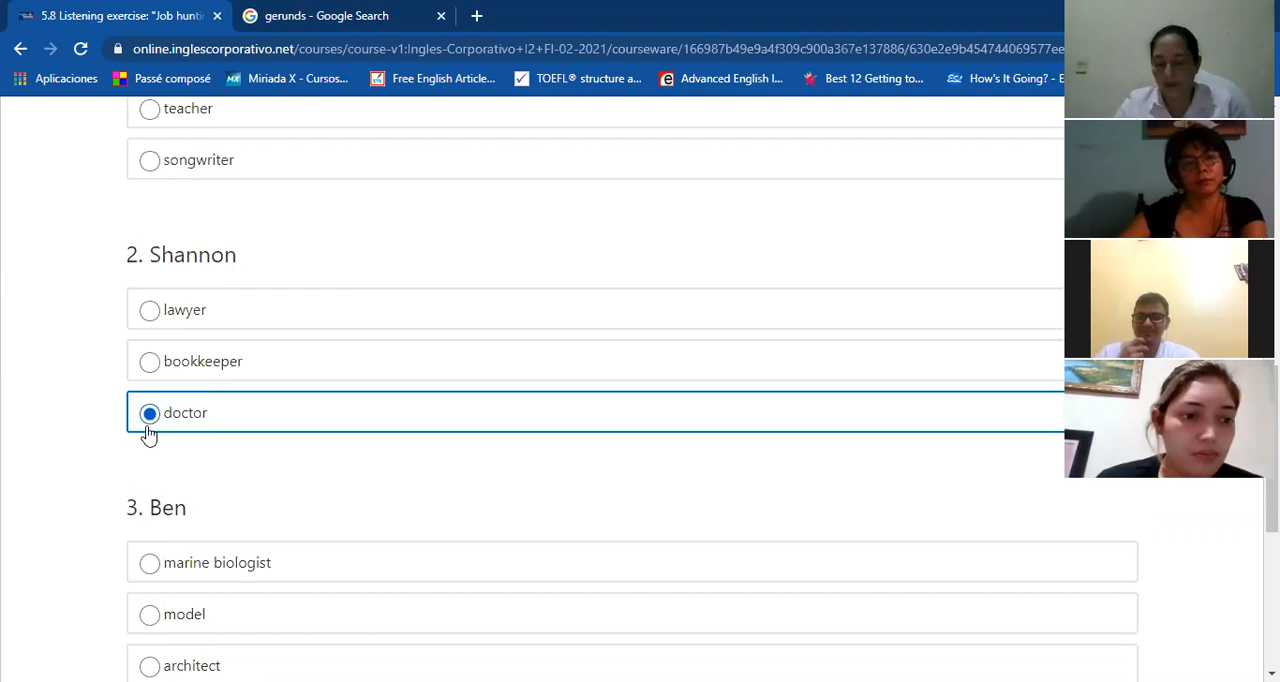 5.8 Listening exercise: "Job huntin
gerunds - Google Search
online.inglescorporativo.net/courses/course-v1:Ingles-Corporativo+I2+FI-02-2021/courseware/166987b49e9a4f309c900a367e137886/630e2e9b454744069577ee
Aplicaciones
Passé composé
Miriada X - Cursos...
Free English Article...
TOEFL® structure a...
Advanced English l...
Best 12 Getting to...
How's It Going? - E
teacher
songwriter
2. Shannon
lawyer
bookkeeper
doctor
3. Ben
marine biologist
model
architect